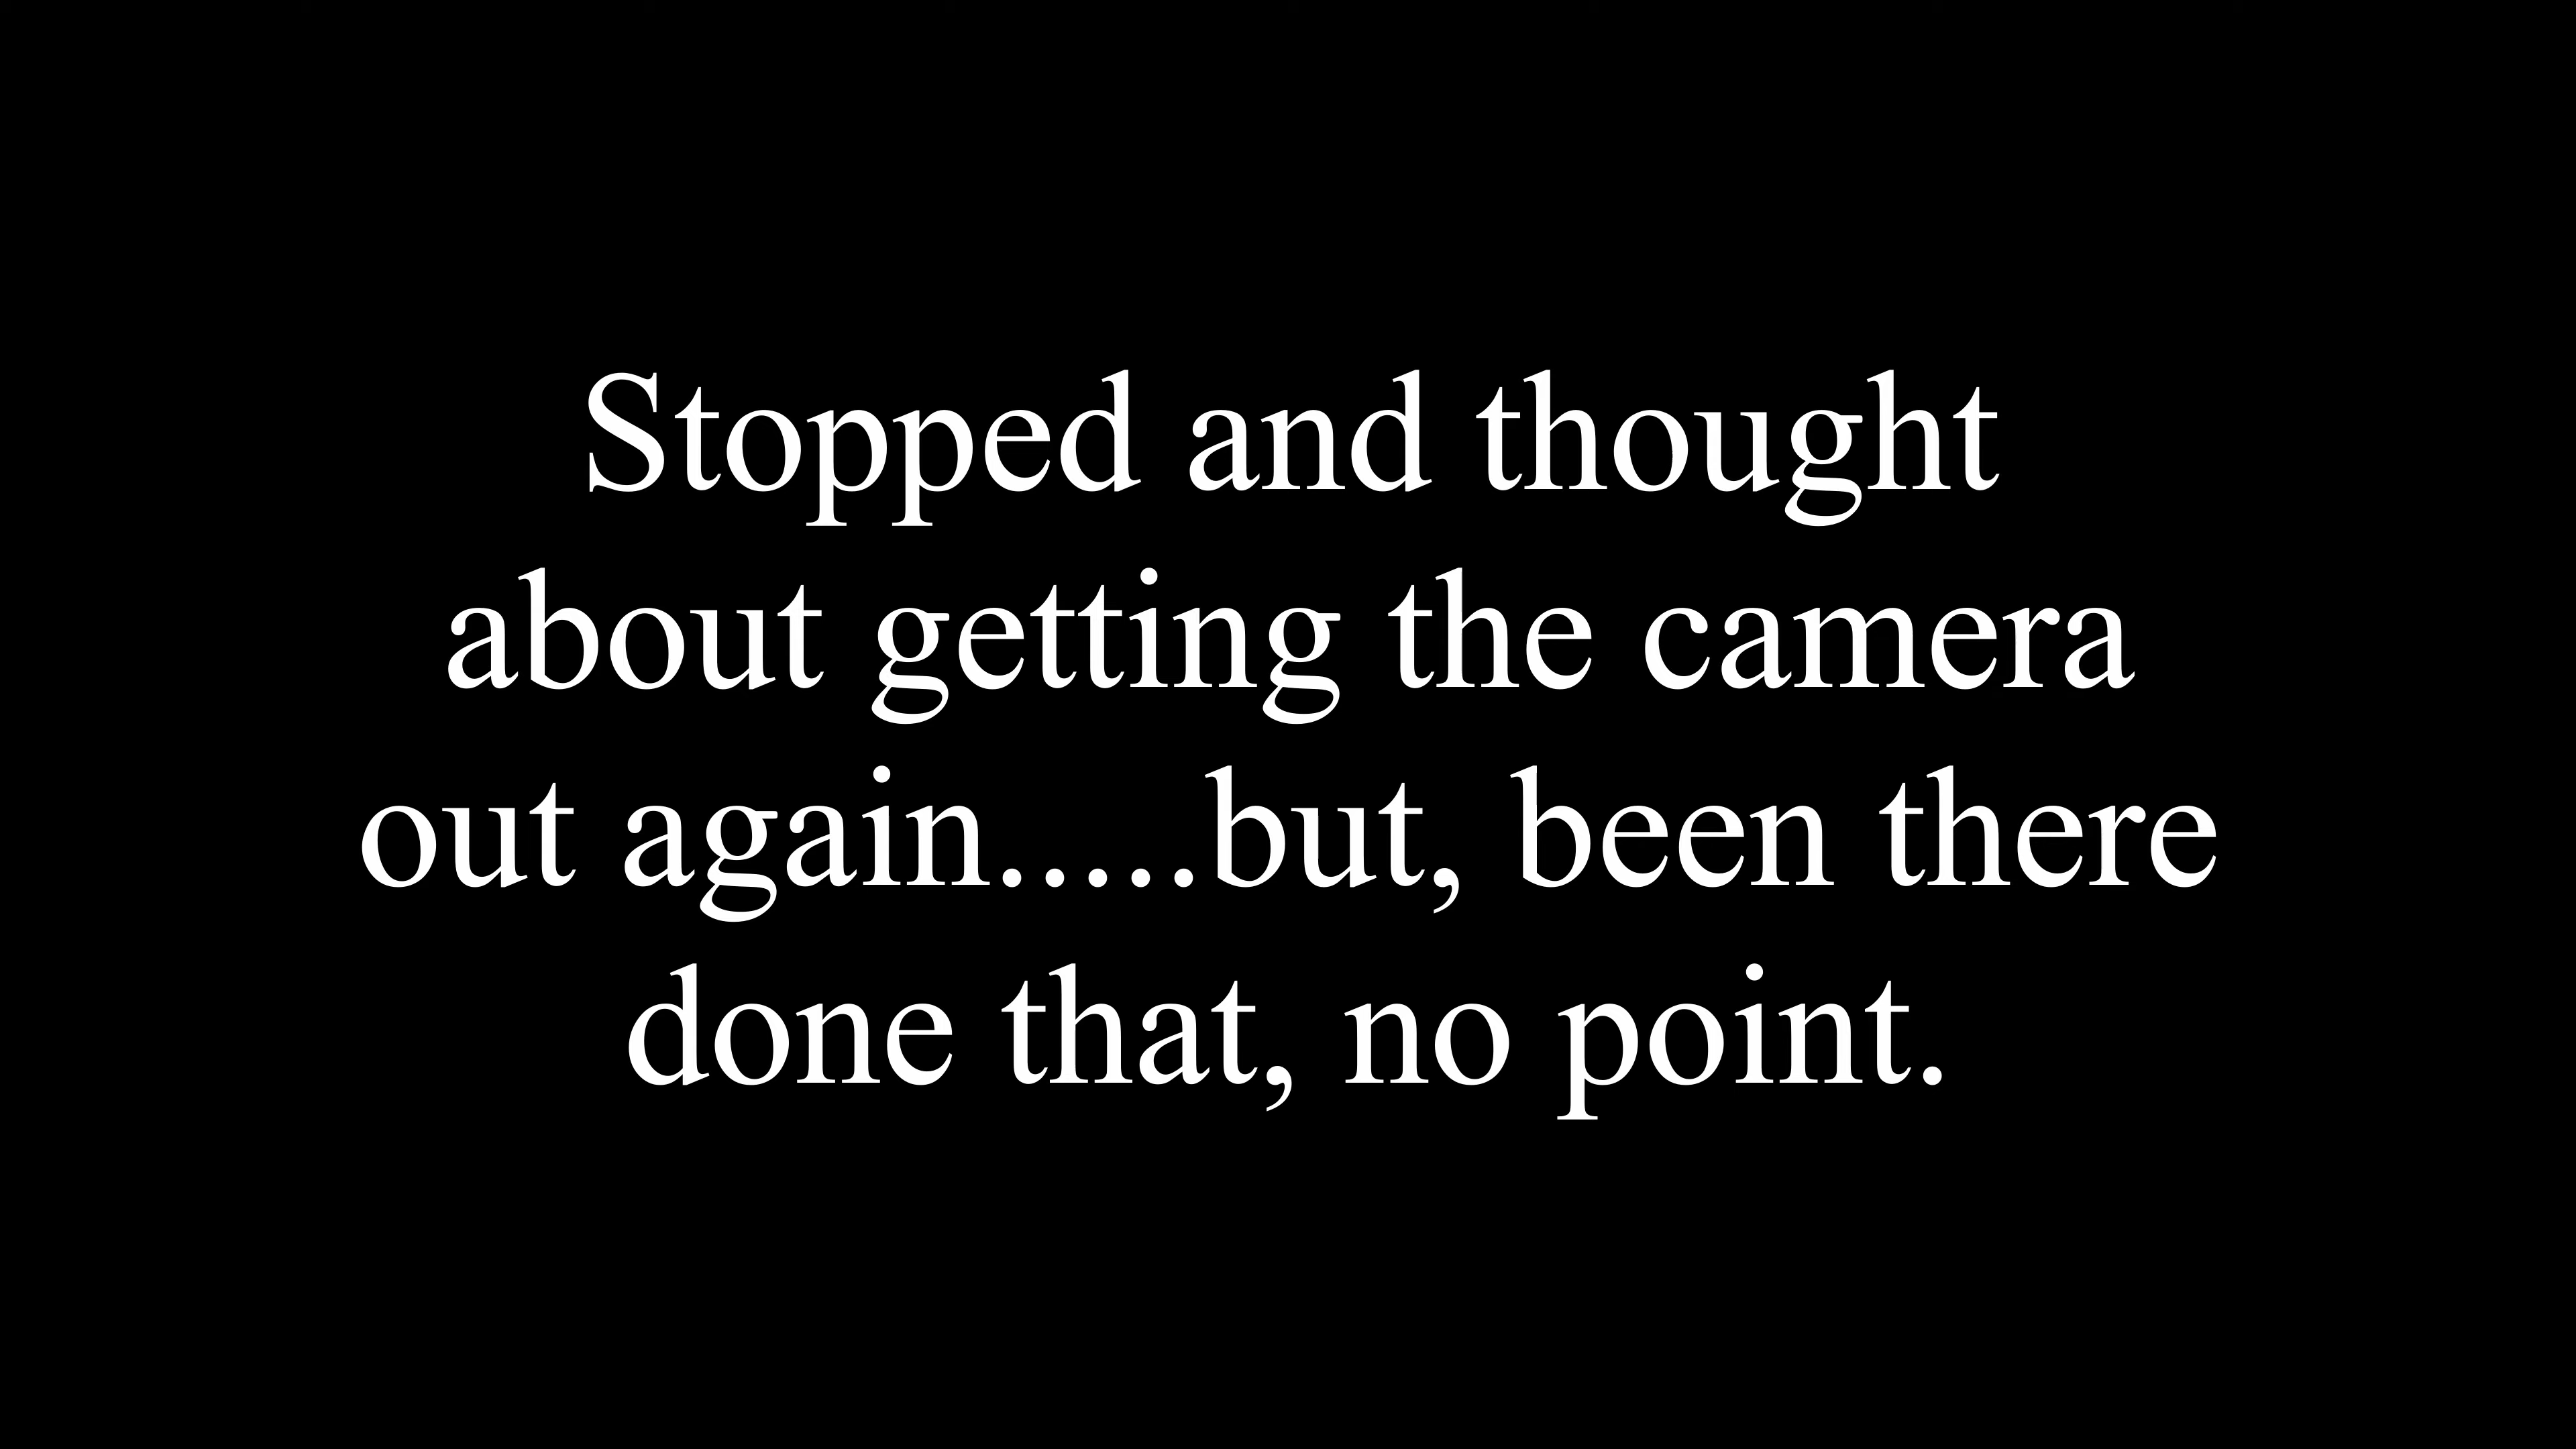 Stopped and thought
about getting the camera
out again.....but, been there
done that, no point.